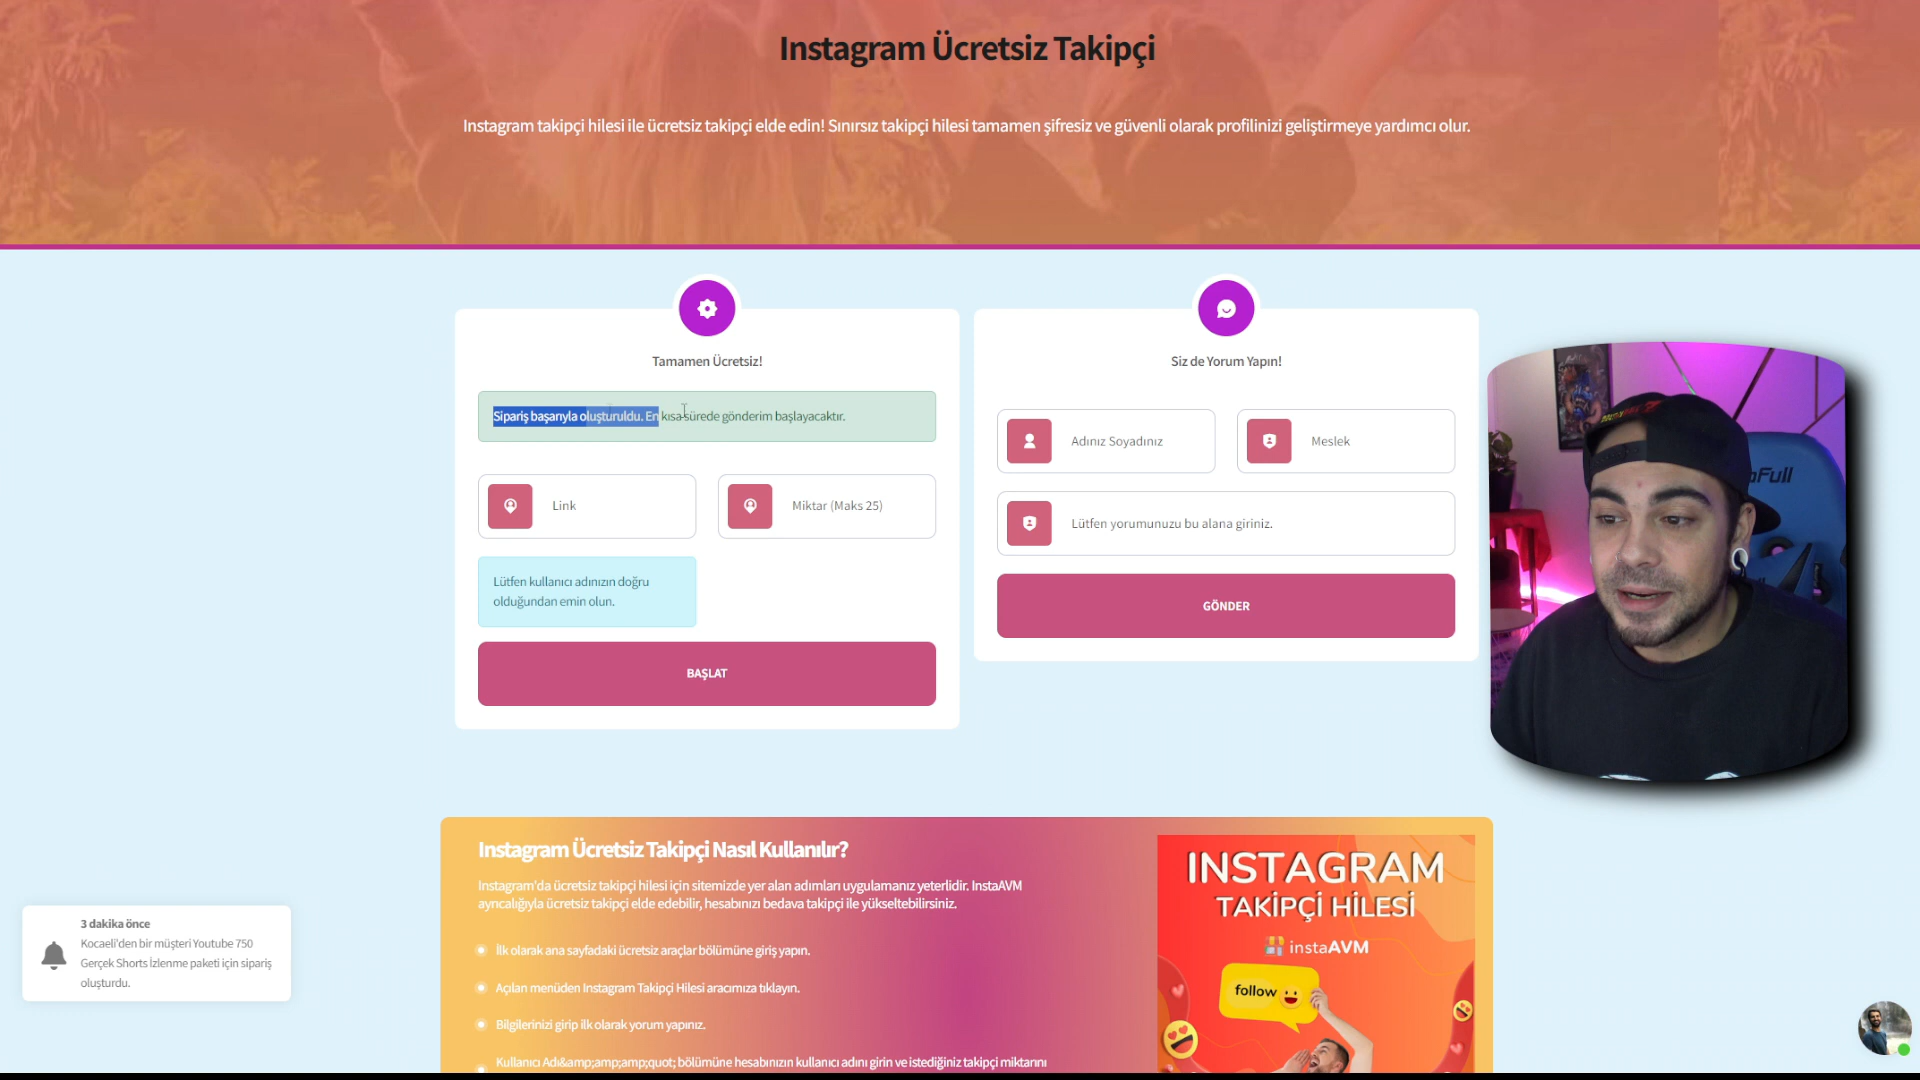 Instagram Ücretsiz Takipçi
Instagram takipçi hilesi ile ücretsiz takipçi elde edin! Sınırsız takipçi hilesi tamamen şifresiz ve güvenli olarak profilinizi geliştirmeye yardımcı olur.
Tamamen Ücretsiz!
Sipariş başarıyla oluşturuldu. En kısa sürede gönderim başlayacaktır.
Link
Miktar (Maks 25)
Lütfen kullanıcı adınızın doğru
olduğundan emin olun.
BAŞLAT
Siz de Yorum Yapın!
Adınız Soyadınız
Meslek
Lütfen yorumunuzu bu alana giriniz.
GÖNDER
Instagram Ücretsiz Takipçi Nasıl Kullanılır?
Instagram'da ücretsiz takipçi hilesi için sitemizde yer alan adımları uygulamanız yeterlidir. InstaAVM
ayrıcalığıyla ücretsiz takipçi elde edebilir, hesabınızı bedava takipçi ile yükseltebilirsiniz.
İlk olarak ana sayfadaki ücretsiz araçlar bölümüne giriş yapın.
Açılan menüden Instagram Takipçi Hilesi aracımıza tıklayın.
Bilgilerinizi girip ilk olarak yorum yapınız.
Kullanıcı Adı&amp;amp;amp;quot; bölümüne hesabınızın kullanıcı adını girin ve istediğiniz takipçi miktarını
INSTAGRAM
TAKİPÇİ HİLESİ
instaAVM
follow
3 dakika önce
Kocaeli'den bir müşteri Youtube 750
Gerçek Shorts İzlenme paketi için sipariş
oluşturdu.